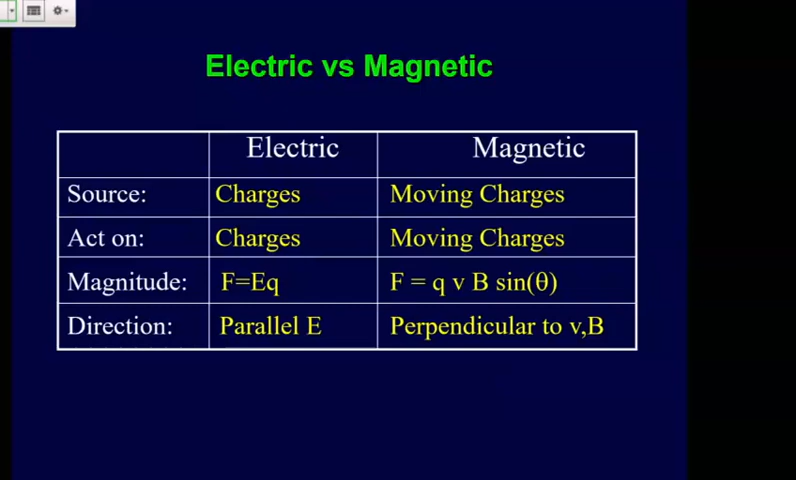 Electric vs Magnetic
Electric Magnetic
Source: Charges Moving Charges
Act on: Charges Moving Charges
Magnitude: F=Eq F = q v B sin(θ)
Direction: Parallel E Perpendicular to v,B